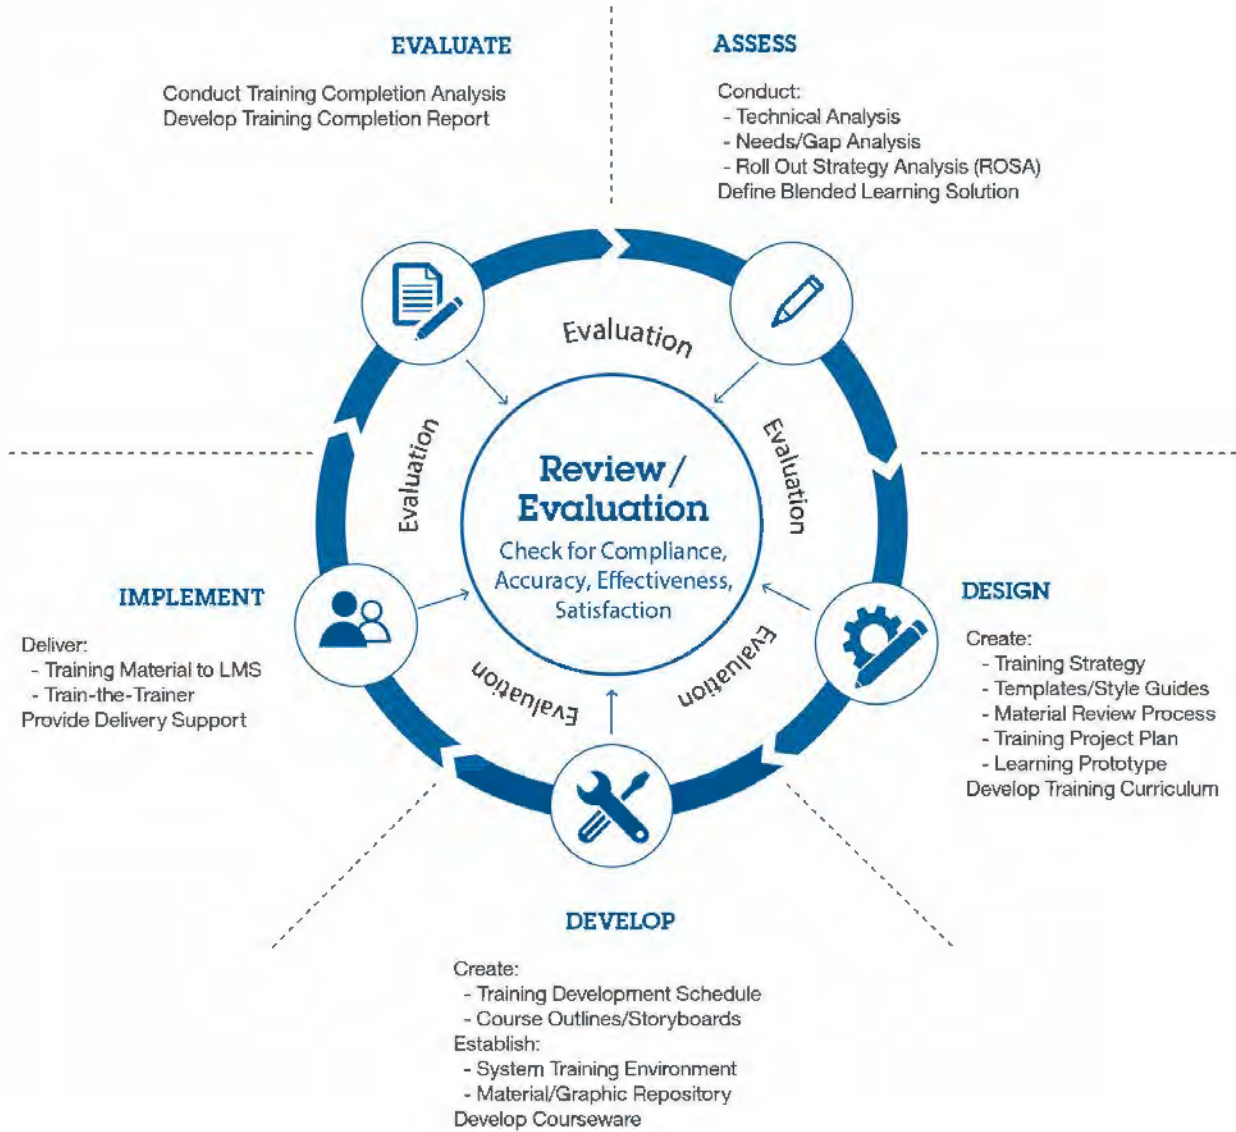 EVALUATE
Conduct Training Completion Analysis
Develop Training Completion Report
ASSESS
Conduct:
- Technical Analysis
- Needs/Gap Analysis
- Roll Out Strategy Analysis (ROSA)
Define Blended Learning Solution
Evaluation
Evaluation
Evaluation
Review/
Evaluation
Check for Compliance,
Accuracy, Effectiveness,
Satisfaction
Evaluation
Evaluation
IMPLEMENT
Deliver:
- Training Material to LMS
- Train-the-Trainer
Provide Delivery Support
DESIGN
Create:
- Training Strategy
- Templates/Style Guides
- Material Review Process
- Training Project Plan
- Learning Prototype
Develop Training Curriculum
DEVELOP
Create:
- Training Development Schedule
- Course Outlines/Storyboards
Establish:
- System Training Environment
- Material/Graphic Repository
Develop Courseware